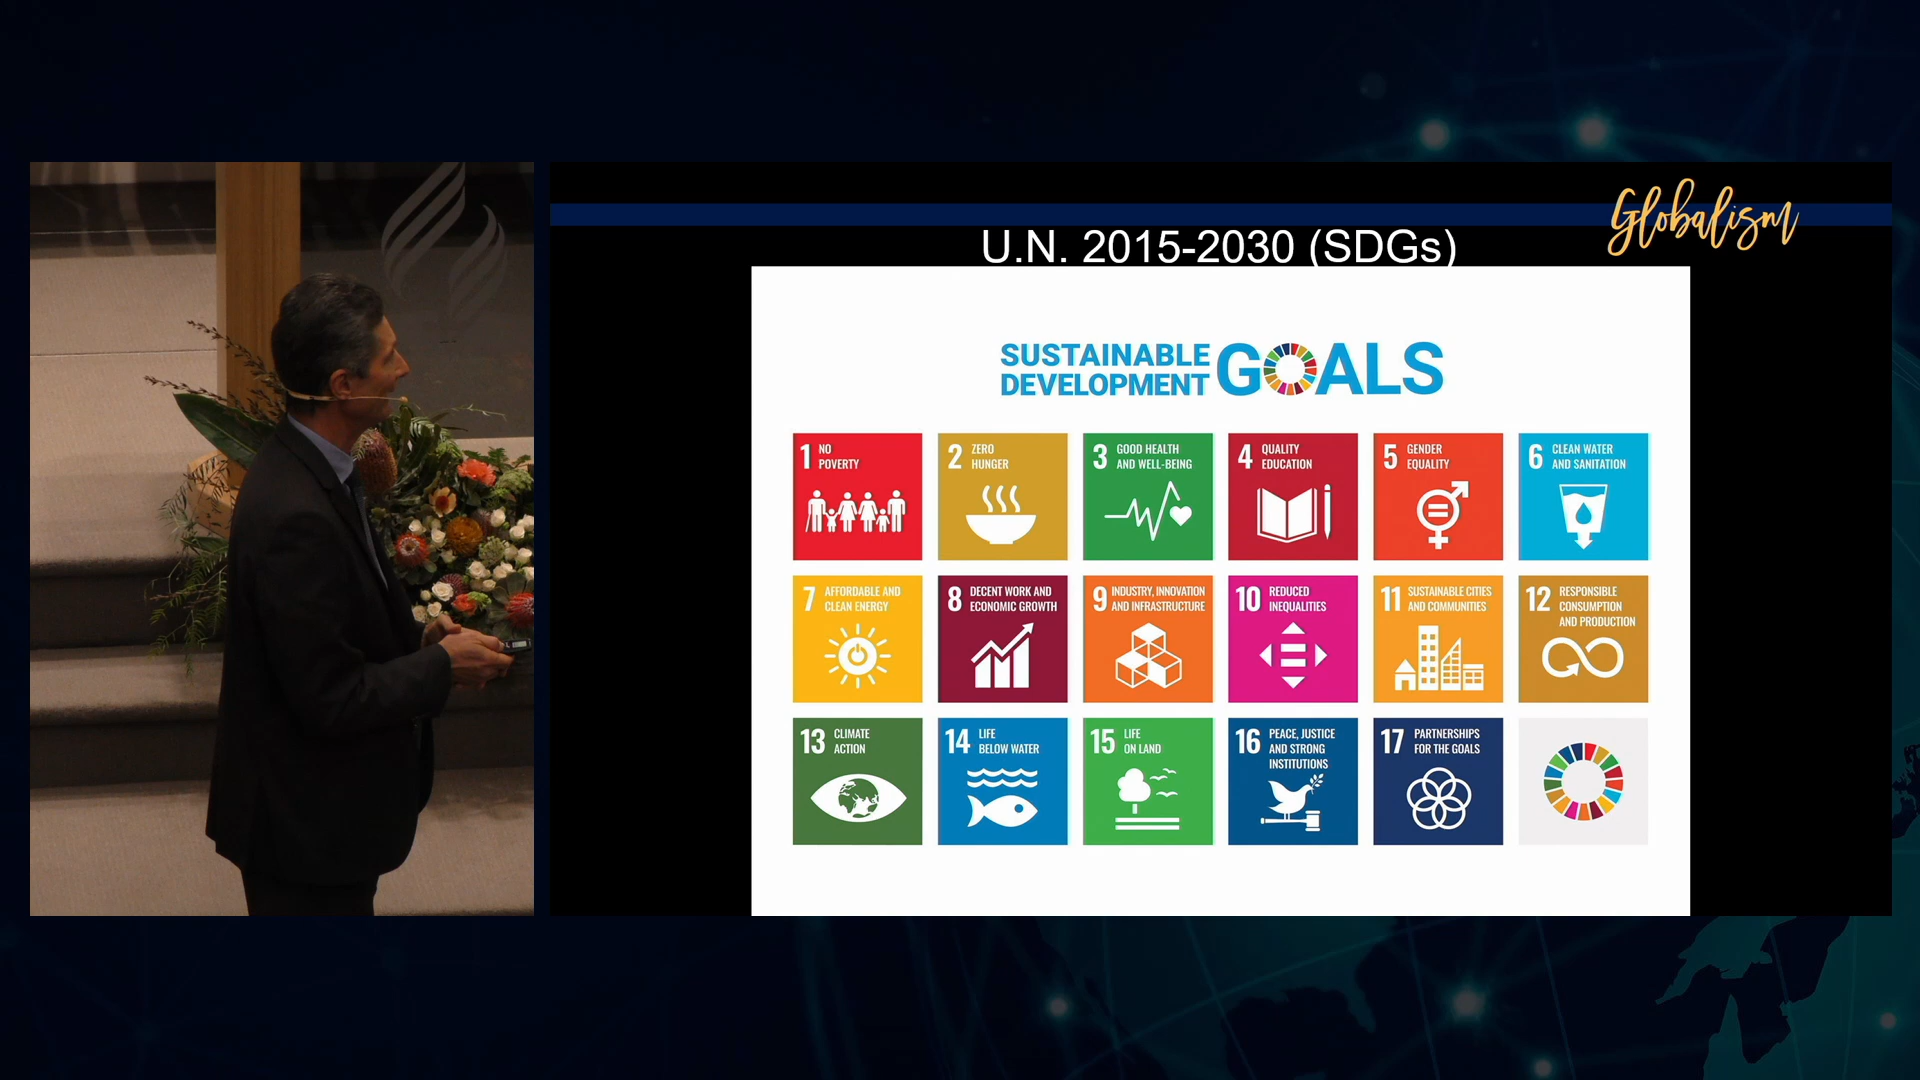 Globalism
U.N. 2015-2030 (SDGs)
SUSTAINABLE
DEVELOPMENT
GOALS
1 NO
POVERTY
2 ZERO
HUNGER
3 GOOD HEALTH
AND WELL-BEING
4 QUALITY
EDUCATION
5 GENDER
EQUALITY
6 CLEAN WATER
AND SANITATION
7 AFFORDABLE AND
CLEAN ENERGY
8 DECENT WORK AND
ECONOMIC GROWTH
9 INDUSTRY, INNOVATION
AND INFRASTRUCTURE
10 REDUCED
INEQUALITIES
11 SUSTAINABLE CITIES
AND COMMUNITIES
12 RESPONSIBLE
CONSUMPTION
AND PRODUCTION
13 CLIMATE
ACTION
14 LIFE
BELOW WATER
15 LIFE
ON LAND
16 PEACE, JUSTICE
AND STRONG
INSTITUTIONS
17 PARTNERSHIPS
FOR THE GOALS